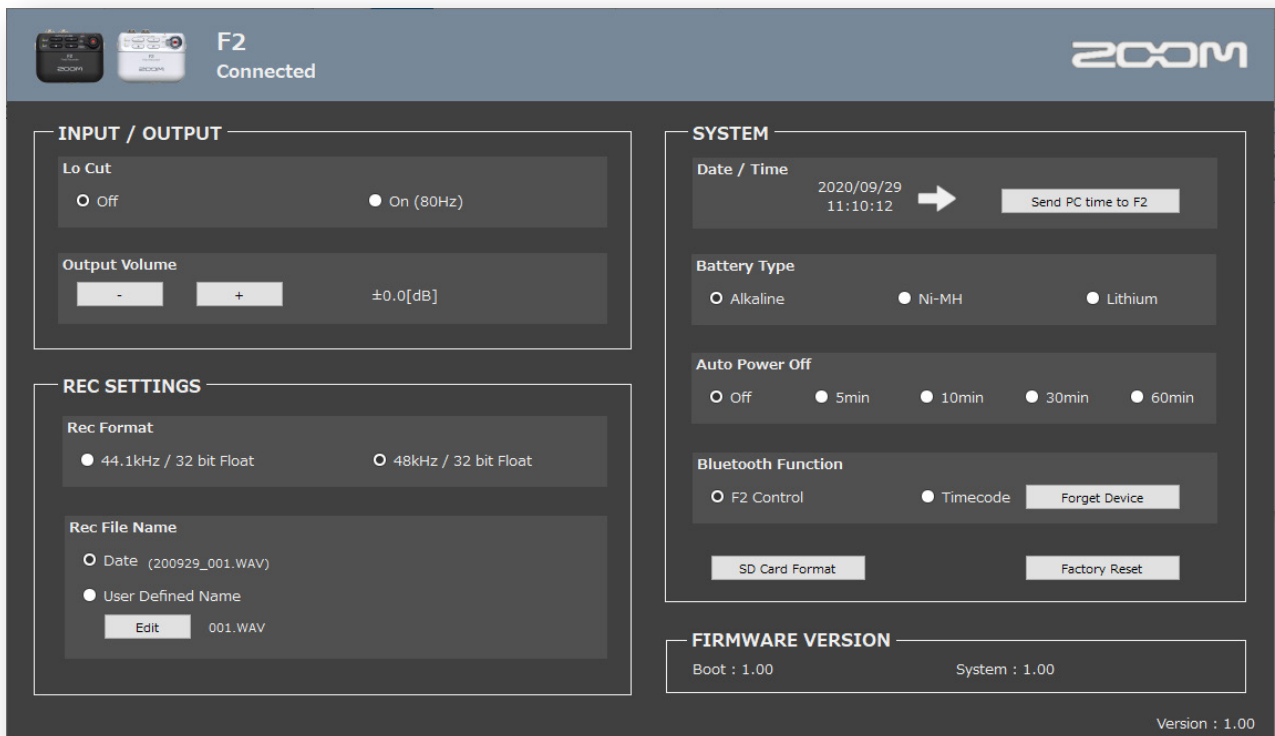 F2
Connected
ZOOM
INPUT / OUTPUT
Lo Cut
Off
On (80Hz)
Output Volume
-
+
±0.0[dB]
REC SETTINGS
Rec Format
44.1kHz / 32 bit Float
48kHz / 32 bit Float
Rec File Name
Date (200929_001.WAV)
User Defined Name
Edit
001.WAV
SYSTEM
Date / Time
2020/09/29
11:10:12
Send PC time to F2
Battery Type
Alkaline
Ni-MH
Lithium
Auto Power Off
Off
5min
10min
30min
60min
Bluetooth Function
F2 Control
Timecode
Forget Device
SD Card Format
Factory Reset
FIRMWARE VERSION
Boot : 1.00
System : 1.00
Version : 1.00